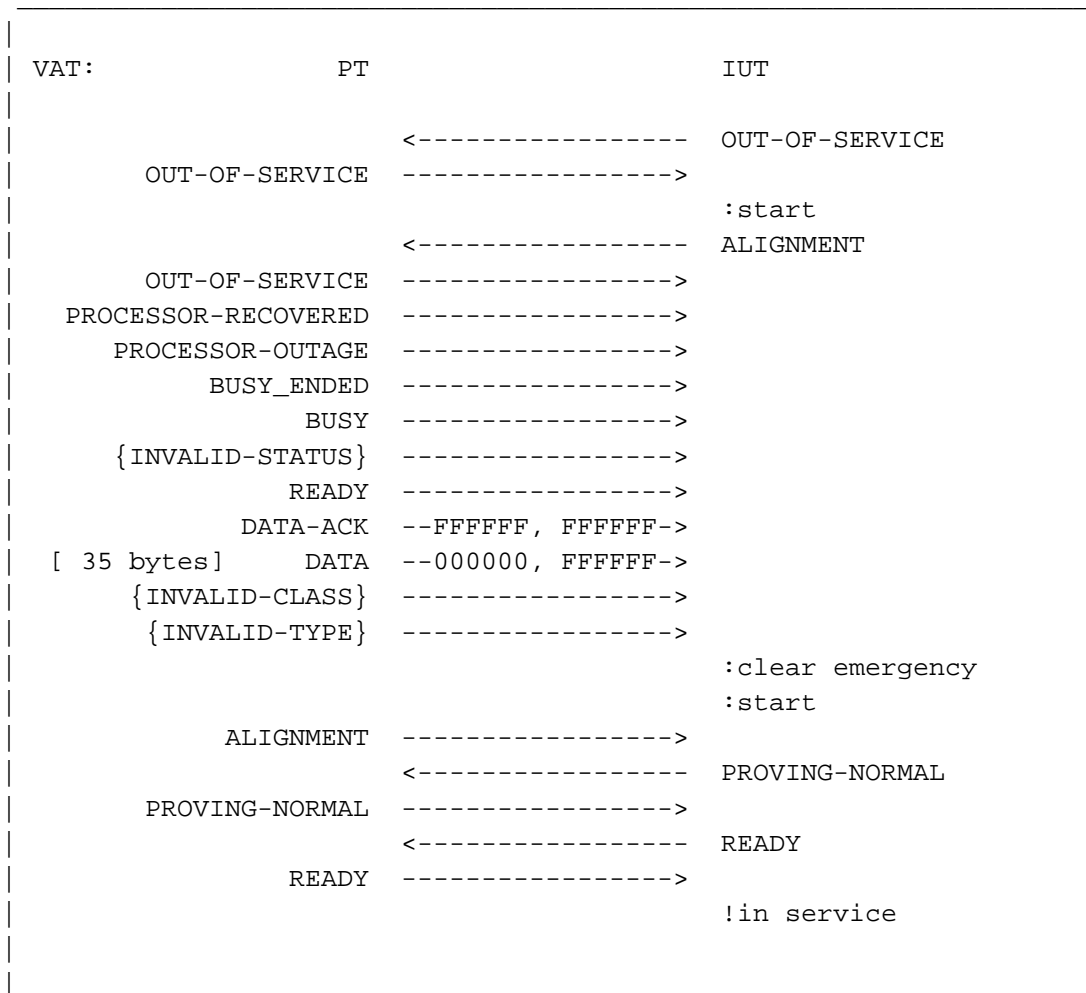 VAT: PT IUT
<----------------- OUT-OF-SERVICE
OUT-OF-SERVICE ----------------->
:start
<----------------- ALIGNMENT
OUT-OF-SERVICE ----------------->
PROCESSOR-RECOVERED ----------------->
PROCESSOR-OUTAGE ----------------->
BUSY_ENDED ----------------->
BUSY ----------------->
{INVALID-STATUS} ----------------->
READY ----------------->
DATA-ACK --FFFFFF, FFFFFF->
[ 35 bytes] DATA --000000, FFFFFF->
{INVALID-CLASS} ----------------->
{INVALID-TYPE} ----------------->
:clear emergency
:start
ALIGNMENT ----------------->
<----------------- PROVING-NORMAL
PROVING-NORMAL ----------------->
<----------------- READY
READY ----------------->
!in service